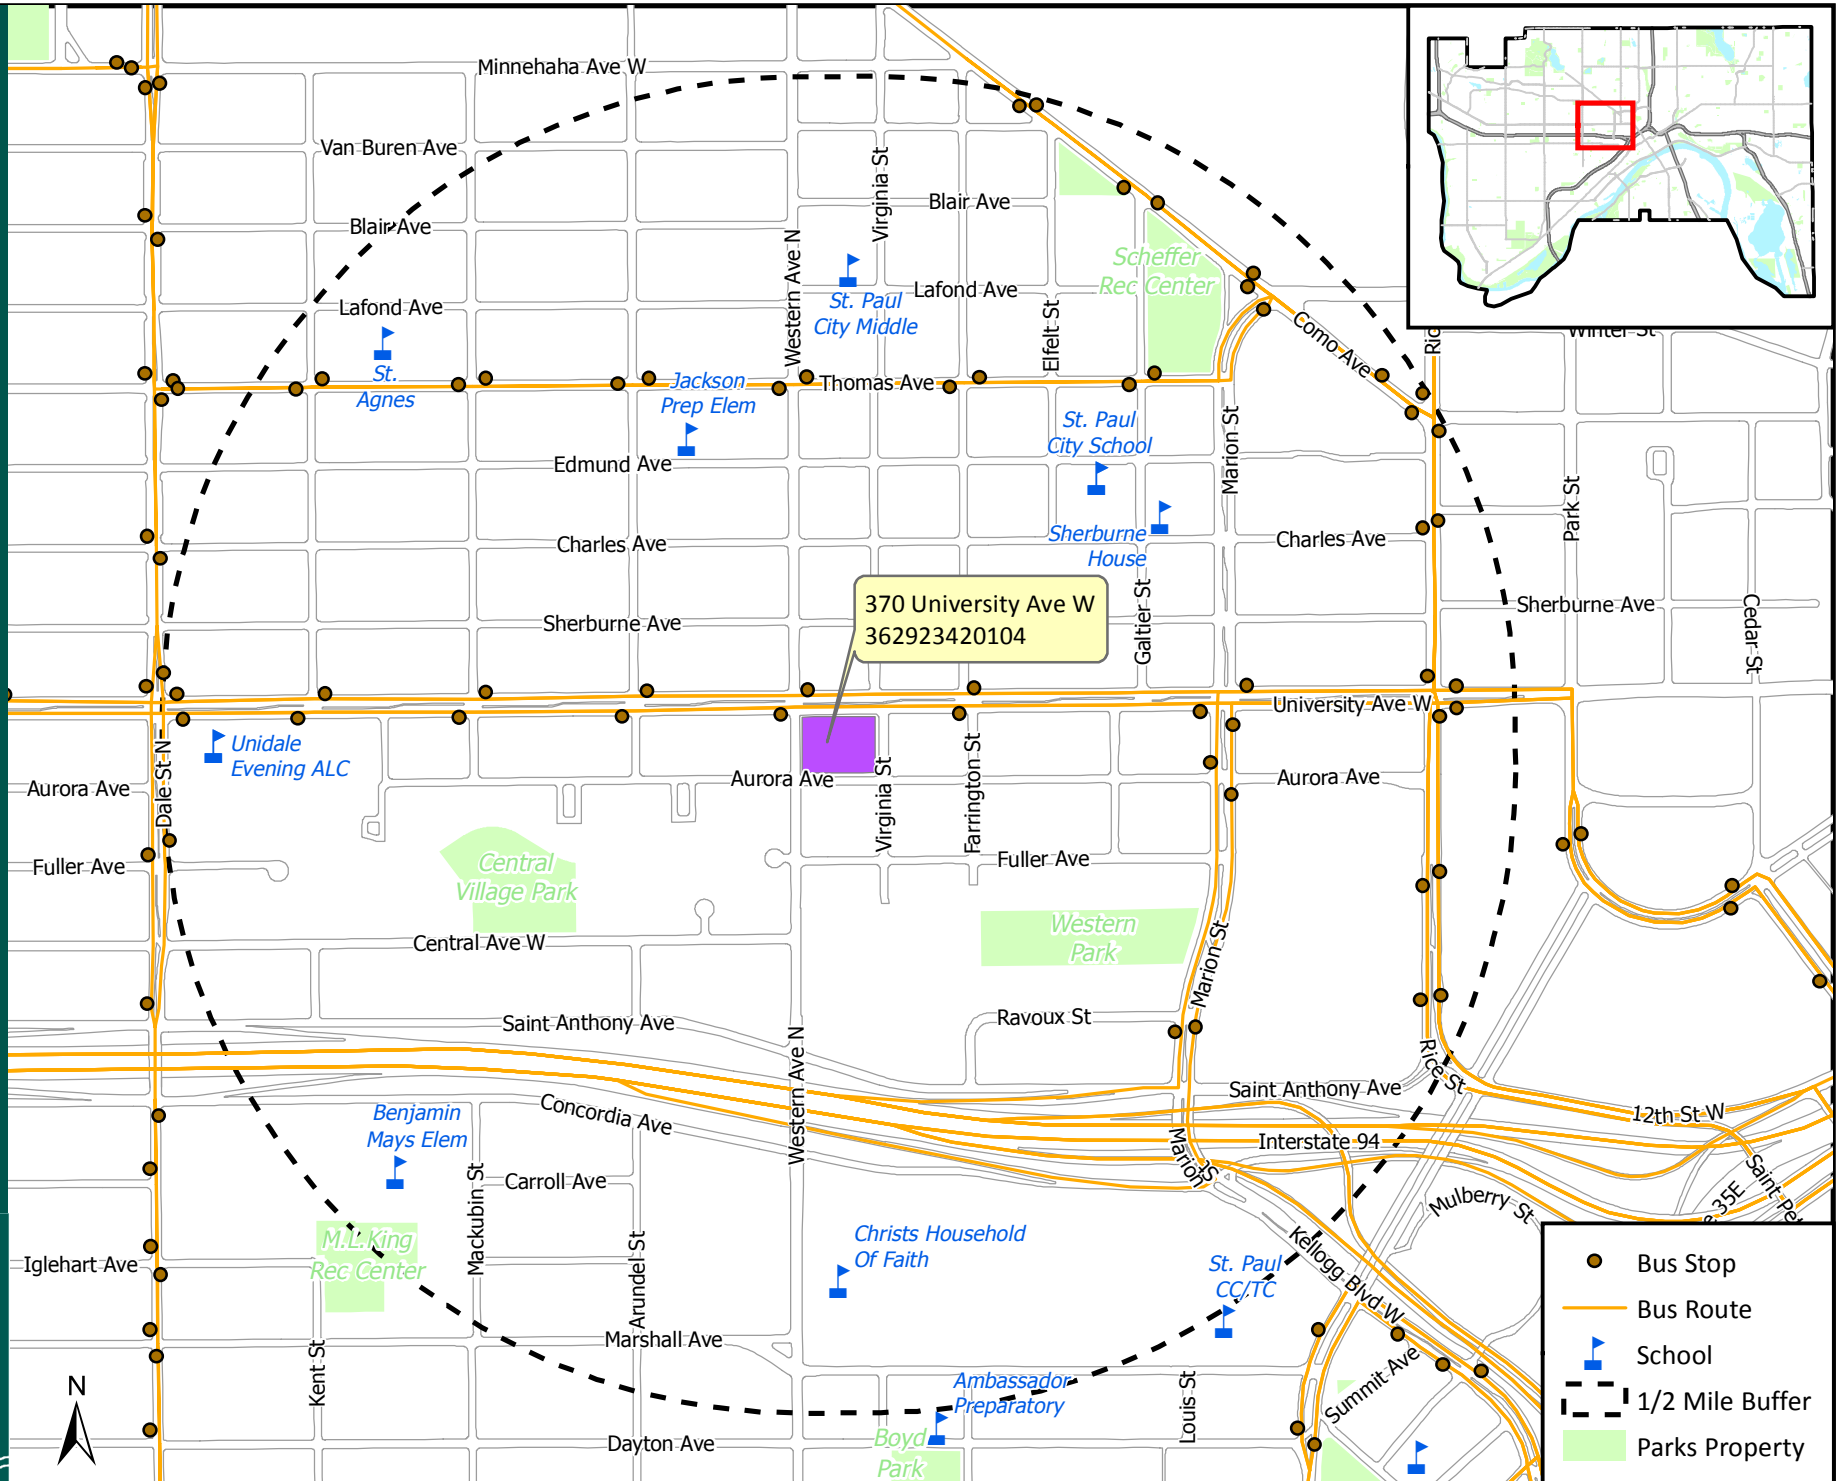 Minnehaha Ave W
Van Buren Ave
Virginia St
Blair Ave
Blair Ave
Western Ave N
Scheffer
Rec Center
Lafond Ave
St. Paul
City Middle
Lafond Ave
Elfelt St
Como Ave
Winter St
St.
Agnes
Jackson
Prep Elem
Thomas Ave
St. Paul
City School
Marion St
Edmund Ave
Park St
Sherburne
House
Charles Ave
Charles Ave
370 University Ave W
362923420104
Galtier St
Sherburne Ave
Sherburne Ave
Cedar St
University Ave W
Unidale
Evening ALC
Dale St N
Aurora Ave
Aurora Ave
Aurora Ave
Virginia St
Farrington St
Fuller Ave
Fuller Ave
Central
Village Park
Western
Park
Central Ave W
Marion St
Saint Anthony Ave
Ravoux St
Western Ave N
Rice St
Saint Anthony Ave
Concordia Ave
12th St W
Interstate 94
Benjamin
Mays Elem
Marion St
Mackubin St
Carroll Ave
35E
Mulberry St
M.L.King
Rec Center
Christs Household
Of Faith
Kellogg Blvd W
St. Paul
CC/TC
Iglehart Ave
Arundel St
Marshall Ave
Kent St
Ambassador
Preparatory
Louis St
Summit Ave
Boyd
Park
Dayton Ave
N
Bus Stop
Bus Route
School
1/2 Mile Buffer
Parks Property